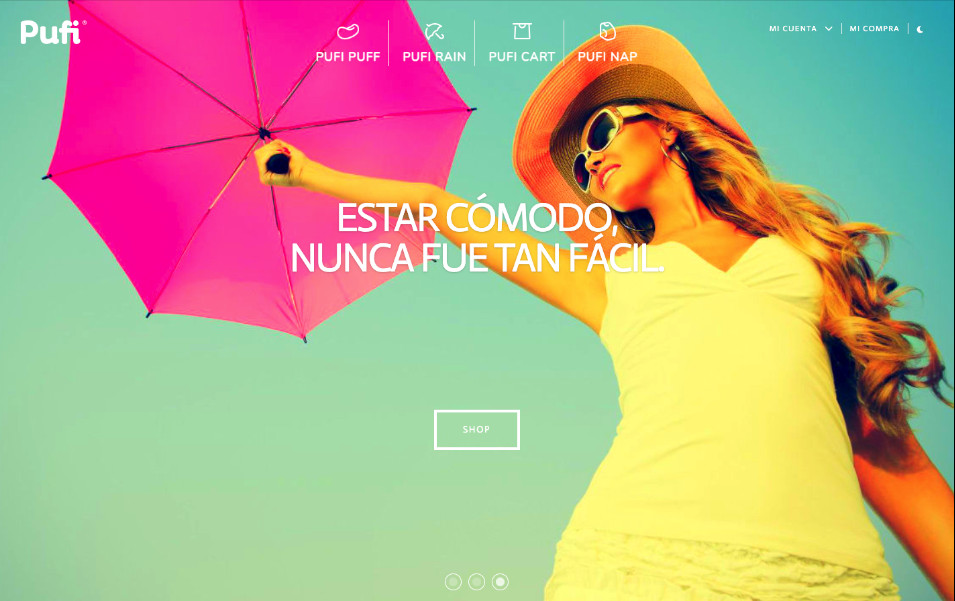 Pufi®
PUFI PUFF
PUFI RAIN
PUFI CART
PUFI NAP
MI CUENTA
MI COMPRA
ESTAR CÓMODO,
NUNCA FUE TAN FÁCIL.
SHOP